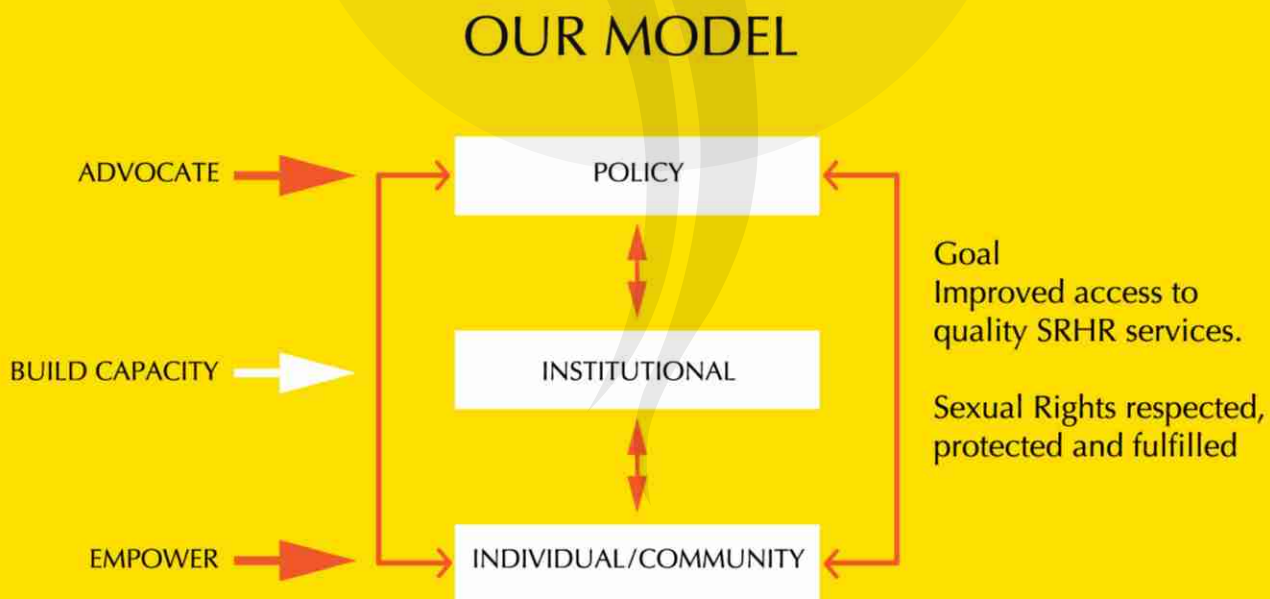 OUR MODEL
ADVOCATE
POLICY
BUILD CAPACITY
INSTITUTIONAL
EMPOWER
INDIVIDUAL/COMMUNITY
Goal
Improved access to
quality SRHR services.
Sexual Rights respected,
protected and fulfilled